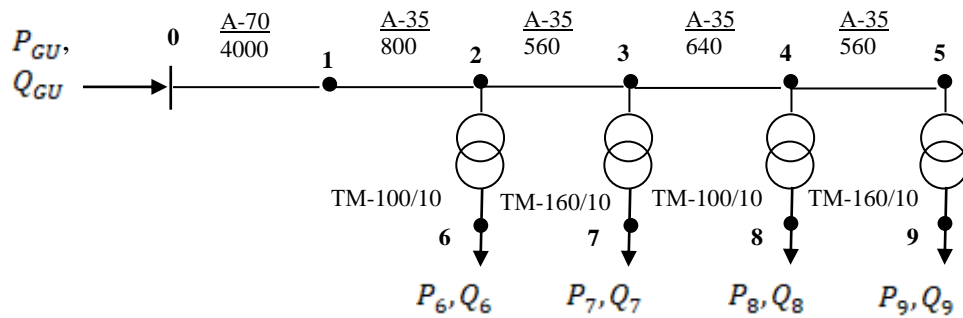 A-70 A-35 A-35 A-35 A-35
P_GU, 0 4000 800 560 640 560
Q_GU 1 2 3 4 5
TM-100/10 TM-160/10 TM-100/10 TM-160/10
6 7 8 9
P_6, Q_6 P_7, Q_7 P_8, Q_8 P_9, Q_9